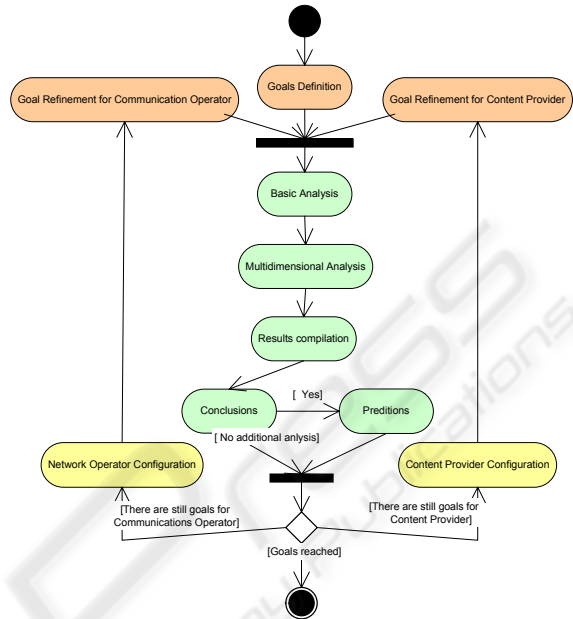 Goals Definition
Goal Refinement for Communication Operator
Goal Refinement for Content Provider
Basic Analysis
Multidimensional Analysis
Results compilation
[ Yes]
Conclusions
Preditions
[ No additional anlysis]
Network Operator Configuration
Content Provider Configuration
[There are still goals for
Communications Operator]
[There are still goals for
Content Provider]
[Goals reached]